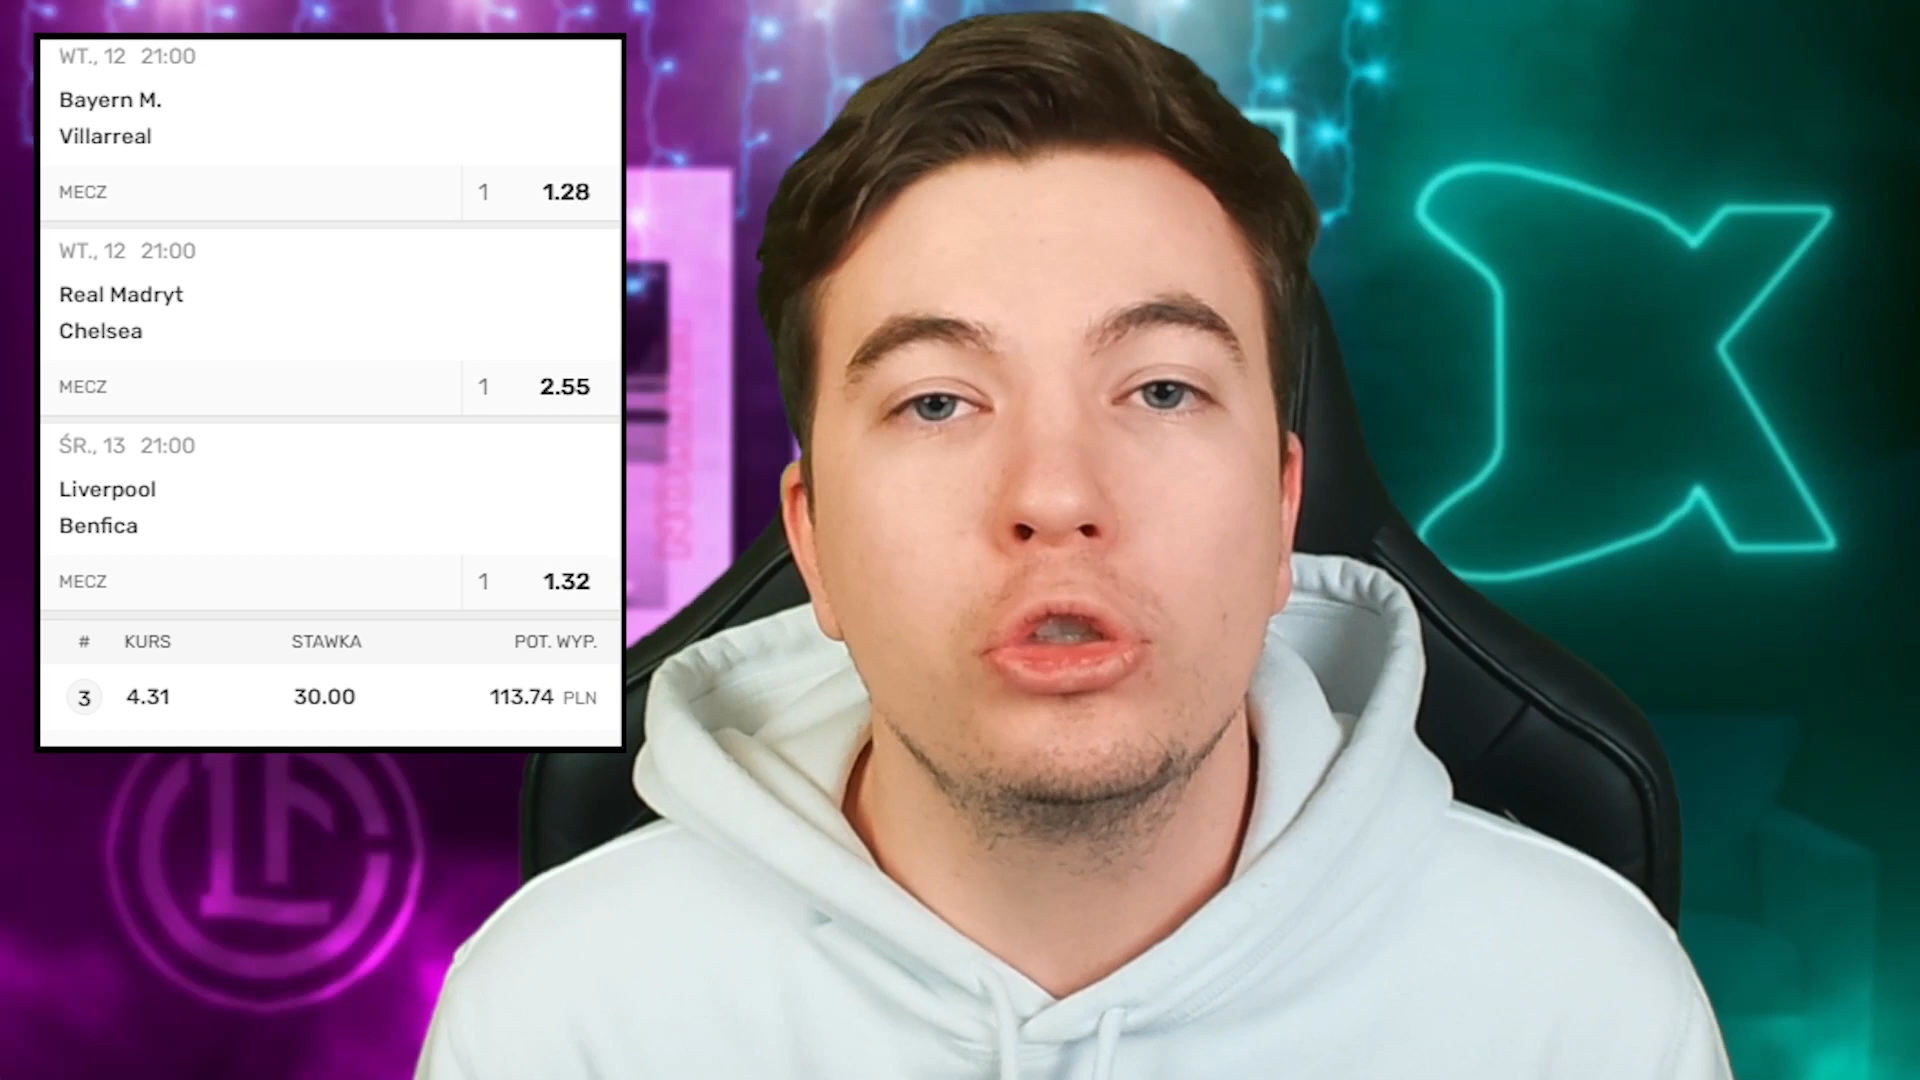 WT., 12 21:00
Bayern M.
Villarreal
MECZ 1 1.28
WT., 12 21:00
Real Madryt
Chelsea
MECZ 1 2.55
ŚR., 13 21:00
Liverpool
Benfica
MECZ 1 1.32
# KURS STAWKA POT. WYP.
3 4.31 30.00 113.74 PLN